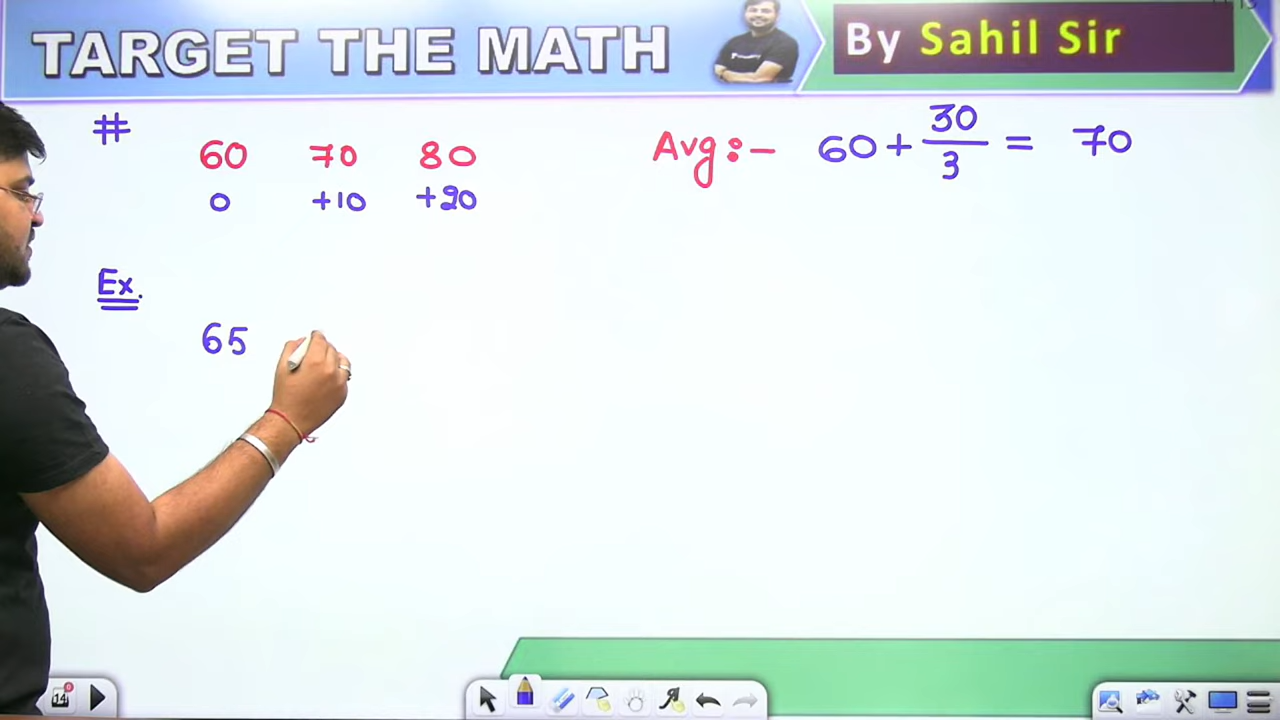 TARGET THE MATH
By Sahil Sir
#
60 70 80
0 +10 +20
Avg:- 60 + 30/3 = 70
Ex.
65
14